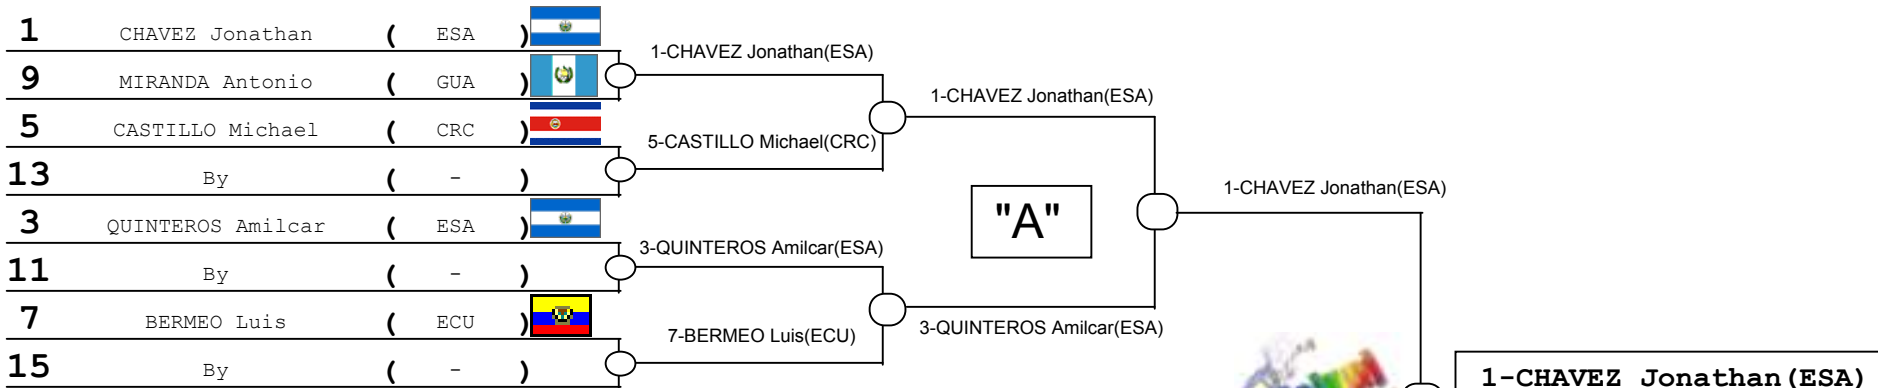 1 CHAVEZ Jonathan ( ESA )
9 MIRANDA Antonio ( GUA )
5 CASTILLO Michael ( CRC )
13 By ( - )
3 QUINTEROS Amilcar ( ESA )
11 By ( - )
7 BERMEO Luis ( ECU )
15 By ( - )
1-CHAVEZ Jonathan(ESA)
5-CASTILLO Michael(CRC)
3-QUINTEROS Amilcar(ESA)
7-BERMEO Luis(ECU)
1-CHAVEZ Jonathan(ESA)
"A"
3-QUINTEROS Amilcar(ESA)
1-CHAVEZ Jonathan(ESA)
1-CHAVEZ Jonathan(ESA)